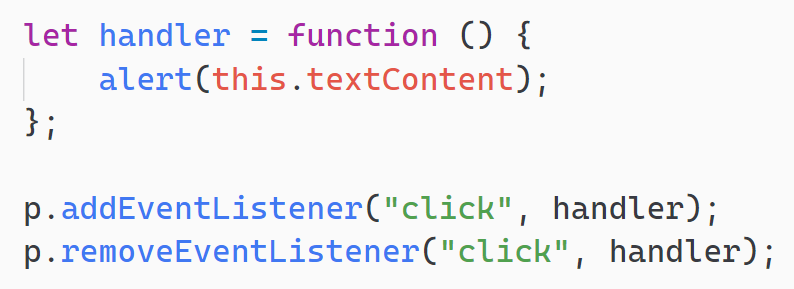 let handler = function () {
    alert(this.textContent);
};

p.addEventListener("click", handler);
p.removeEventListener("click", handler);